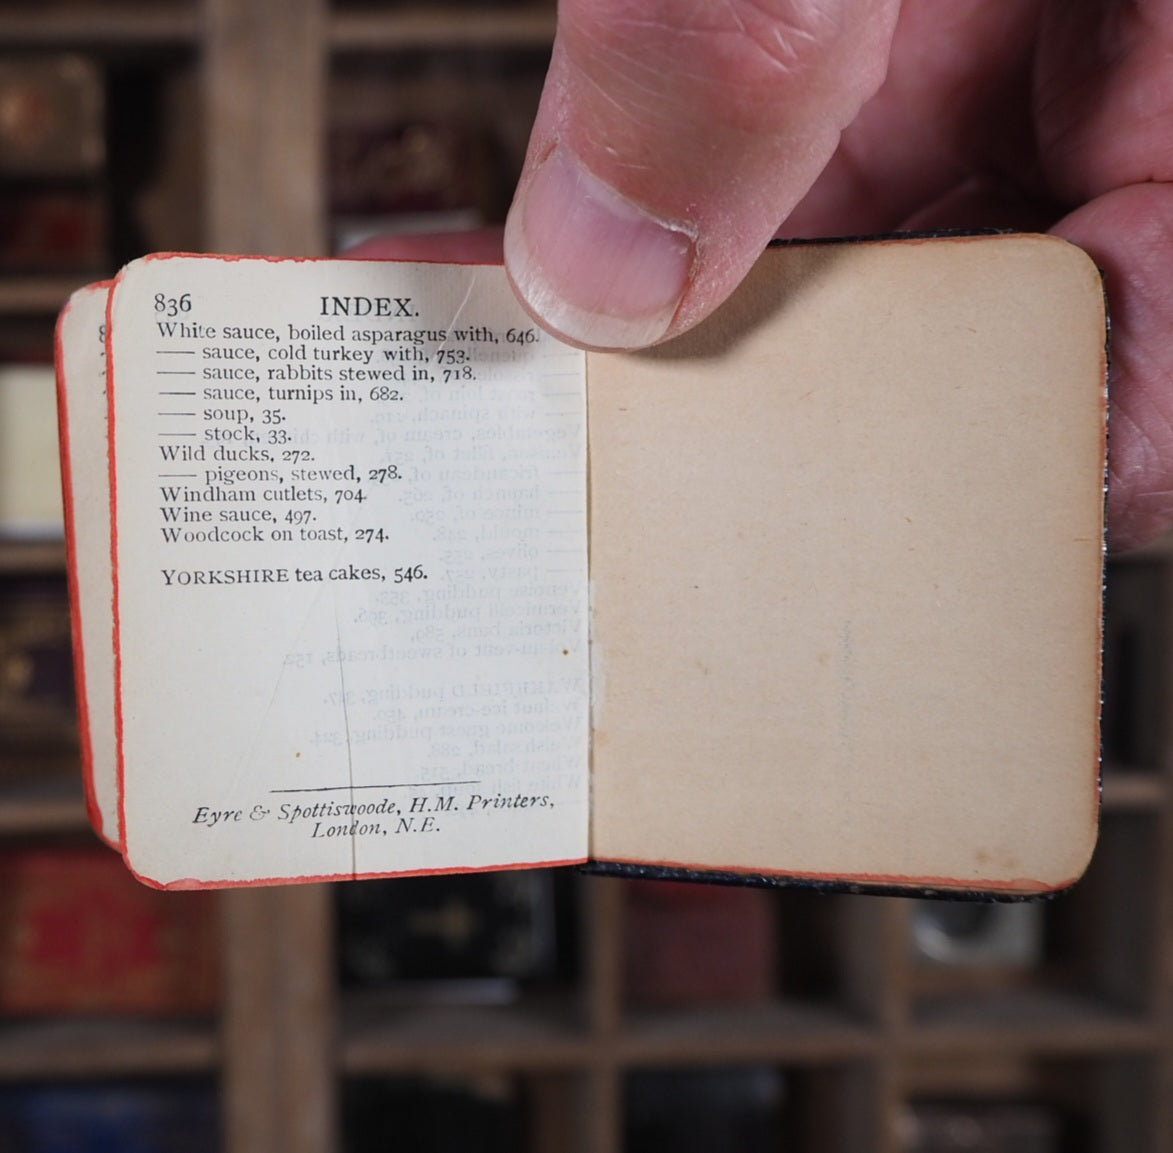 836 INDEX.
White sauce, boiled asparagus with, 646.
—— sauce, cold turkey with, 753.
—— sauce, rabbits stewed in, 718.
—— sauce, turnips in, 682.
—— soup, 35.
—— stock, 33.
Wild ducks, 272.
—— pigeons, stewed, 278.
Windham cutlets, 704.
Wine sauce, 497.
Woodcock on toast, 274.
YORKSHIRE tea cakes, 546.
Eyre & Spottiswoode, H.M. Printers,
London, N.E.